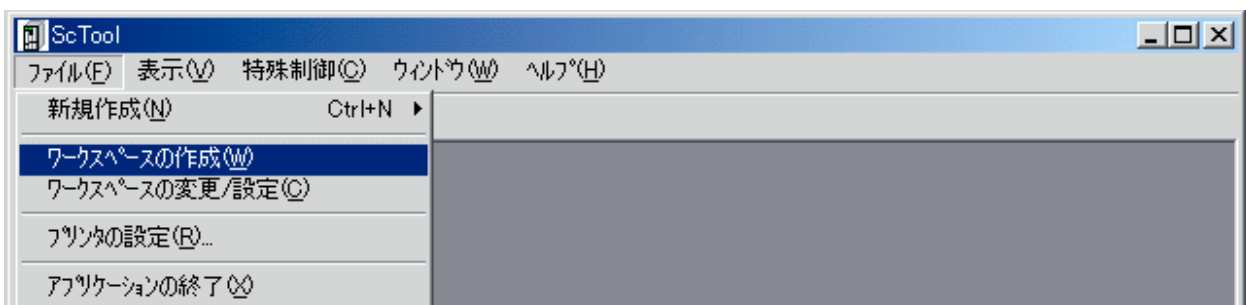 ScTool
ﾌｧｲﾙ(F) 表示(V) 特殊制御(C) ｳｨﾝﾄﾞｳ(W) ﾍﾙﾌﾟ(H)
新規作成(N) Ctrl+N
ﾜｰｸｽﾍﾟｰｽの作成(W)
ﾜｰｸｽﾍﾟｰｽの変更/設定(C)
ﾌﾟﾘﾝﾀの設定(R)...
ｱﾌﾟﾘｹｰｼｮﾝの終了(X)